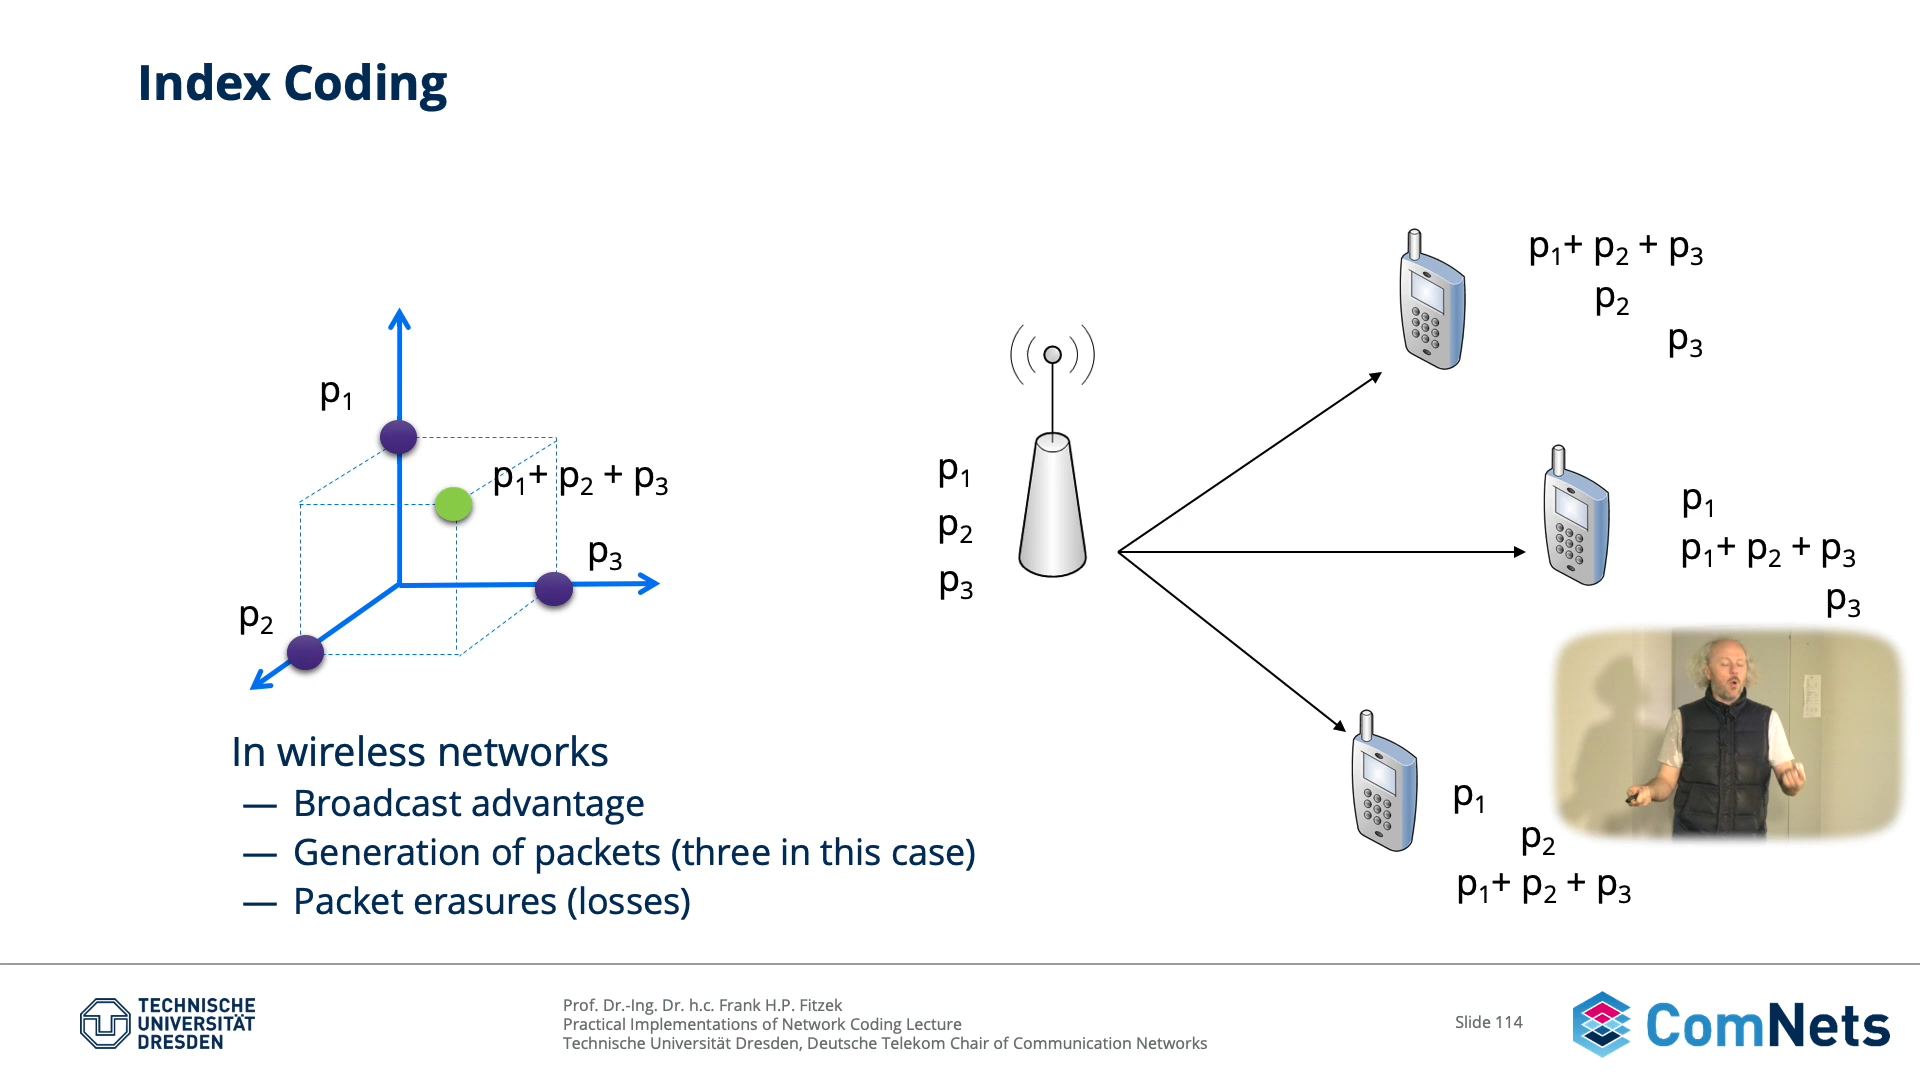 Index Coding
p₁
p₁+ p₂ + p₃
p₃
p₂
In wireless networks
— Broadcast advantage
— Generation of packets (three in this case)
— Packet erasures (losses)
p₁
p₂
p₃
p₁+ p₂ + p₃
p₂
p₃
p₁
p₁+ p₂ + p₃
p₃
p₁
p₂
p₁+ p₂ + p₃
TECHNISCHE
UNIVERSITÄT
DRESDEN
Prof. Dr.-Ing. Dr. h.c. Frank H.P. Fitzek
Practical Implementations of Network Coding Lecture
Technische Universität Dresden, Deutsche Telekom Chair of Communication Networks
Slide 114
ComNets